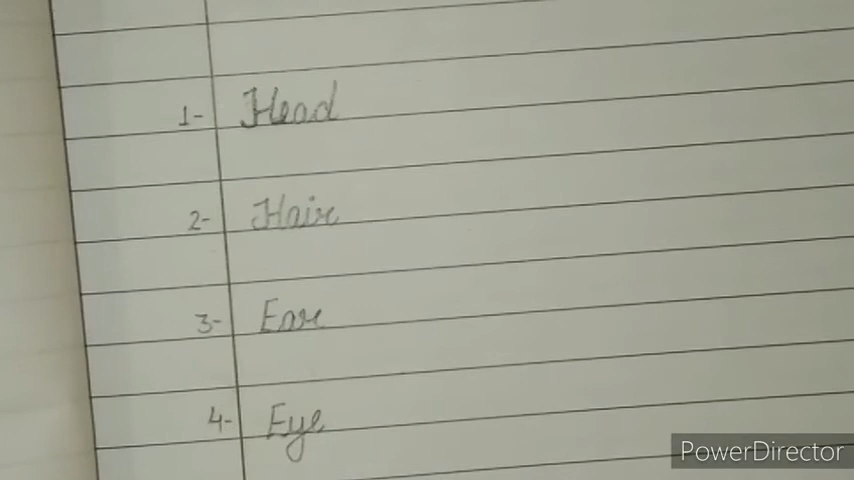 1- Head
2- Hair
3- Ear
4- Eye
PowerDirector